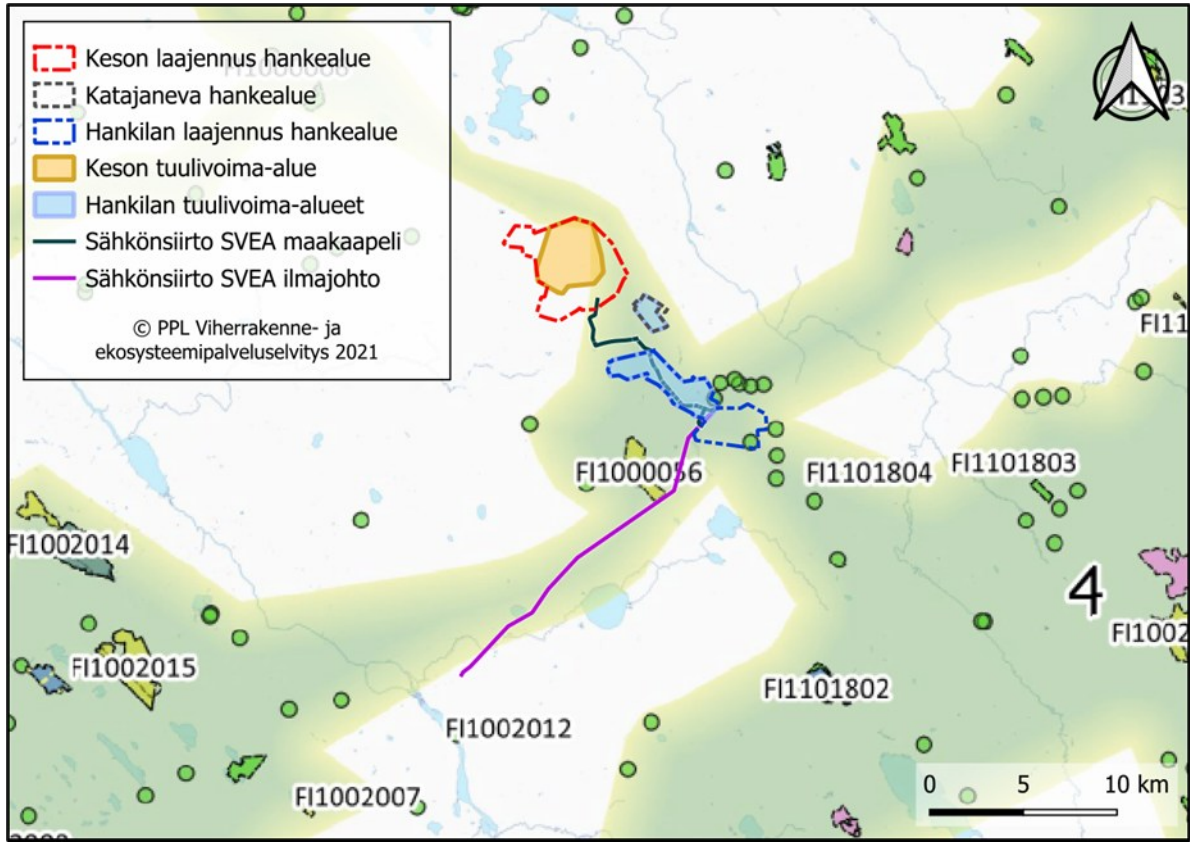 Keson laajennus hankealue
Katajaneva hankealue
Hankilan laajennus hankealue
Keson tuulivoima-alue
Hankilan tuulivoima-alueet
Sähkönsiirto SVEA maakaapeli
Sähkönsiirto SVEA ilmajohto
© PPL Viherrakenne- ja
ekosysteemipalveluselvitys 2021
FI11
FI1000056
FI1101804
FI1101803
FI1002014
4
FI1002
FI1002015
FI1101802
FI1002012
FI1002007
0 5 10 km